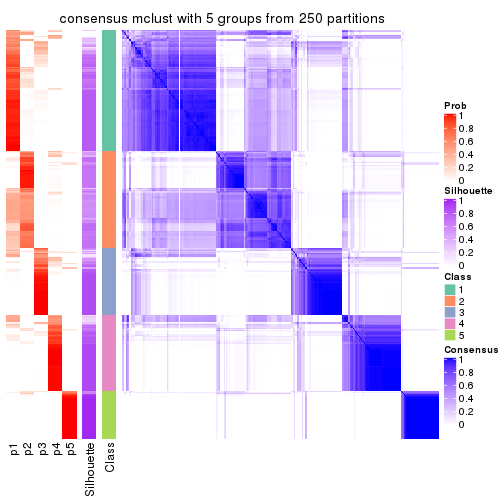 consensus mclust with 5 groups from 250 partitions
Prob
1
0.8
0.6
0.4
0.2
0
Silhouette
1
0.8
0.6
0.4
0.2
0
Class
1
2
3
4
5
Consensus
1
0.8
0.6
0.4
0.2
0
p1
p2
p3
p4
p5
Silhouette
Class